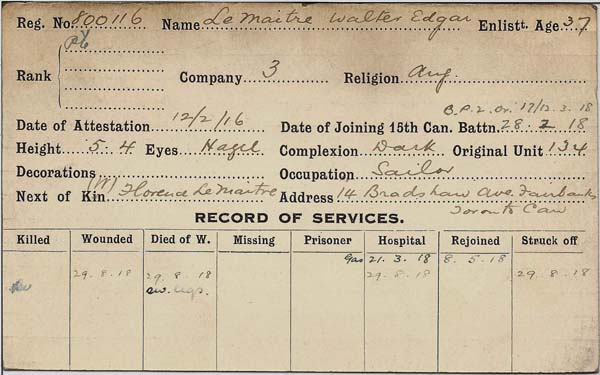 Reg. No. 800116 Name Le Maitre Walter Edgar Enlistt. Age 37
Pte
Rank Company 3 Religion Ang.
B.P.2.Or. 17/12.3.18
Date of Attestation 12/2/16 Date of Joining 15th Can. Battn. 28.2.18
Height 5.4 Eyes Hazel Complexion Dark Original Unit 134
Decorations Occupation Sailor
Next of Kin (W) Florence Le Maitre Address 14 Bradshaw Ave. Fairbanks
Toronto Can
RECORD OF SERVICES.
Killed Wounded Died of W. Missing Prisoner Hospital Rejoined Struck off
Gas 21.3.18 8.5.18
29.8.18 29.8.18 29.8.18 29.8.18
sw. legs.